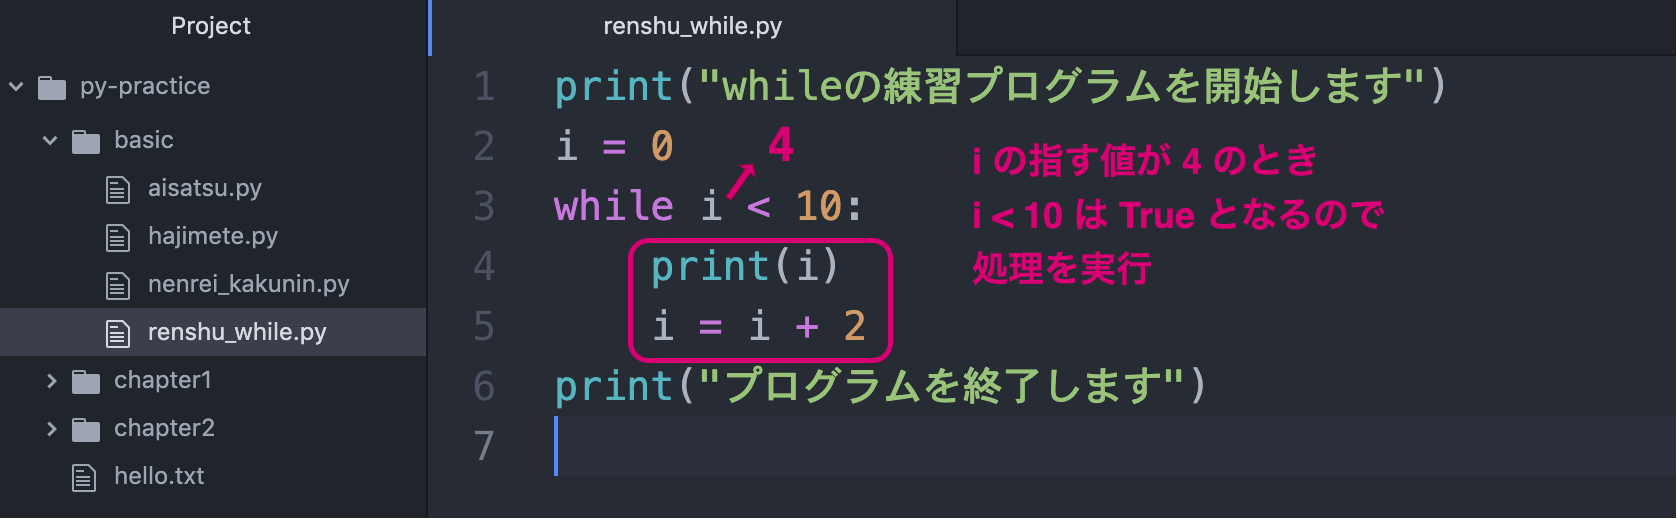 Project
py-practice
basic
aisatsu.py
hajimete.py
nenrei_kakunin.py
renshu_while.py
chapter1
chapter2
hello.txt
renshu_while.py
1 print("whileの練習プログラムを開始します")
2 i = 0
4
3 while i < 10:
4 print(i)
5 i = i + 2
6 print("プログラムを終了します")
7
i の指す値が 4 のとき
i < 10 は True となるので
処理を実行